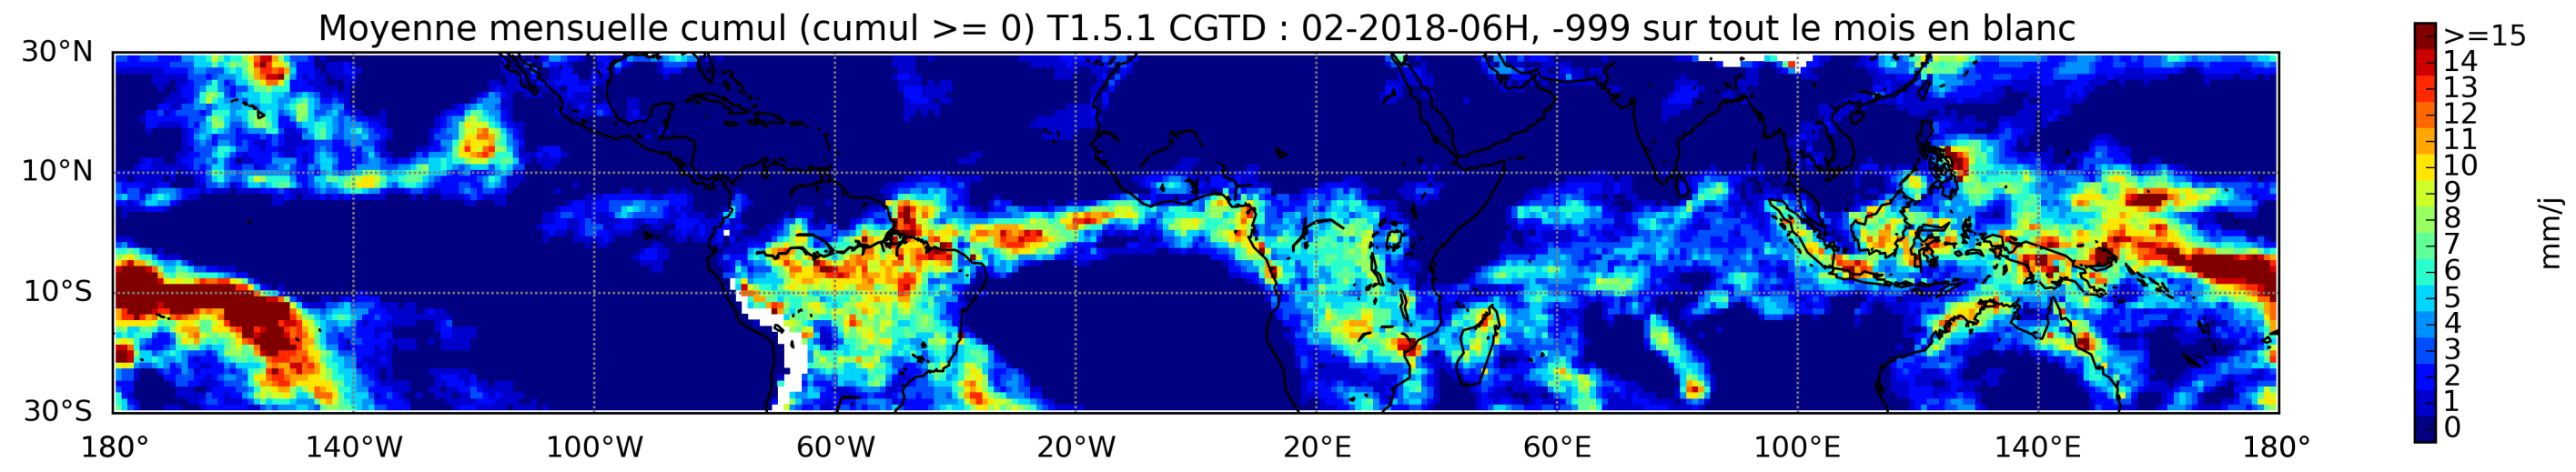 Moyenne mensuelle cumul (cumul >= 0) T1.5.1 CGTD : 02-2018-06H, -999 sur tout le mois en blanc
30°N
10°N
10°S
30°S
180° 140°W 100°W 60°W 20°W 20°E 60°E 100°E 140°E 180°
>=15
14
13
12
11
10
9
8
7
6
5
4
3
2
1
0
mm/j